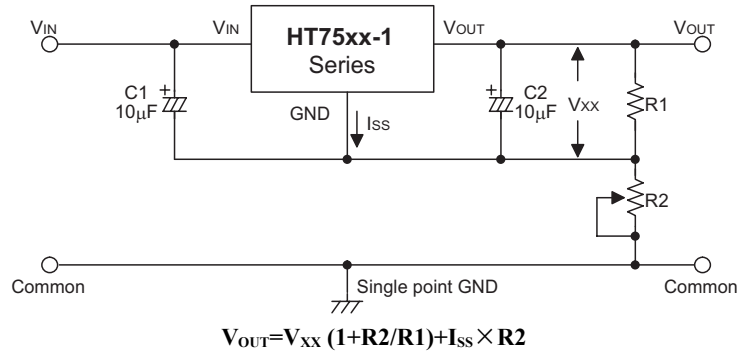 VIN VIN HT75xx-1 VOUT VOUT
Series
C1
10µF
GND ISS
C2
10µF
VXX R1
R2
Common Single point GND Common
VOUT=VXX (1+R2/R1)+ISS×R2